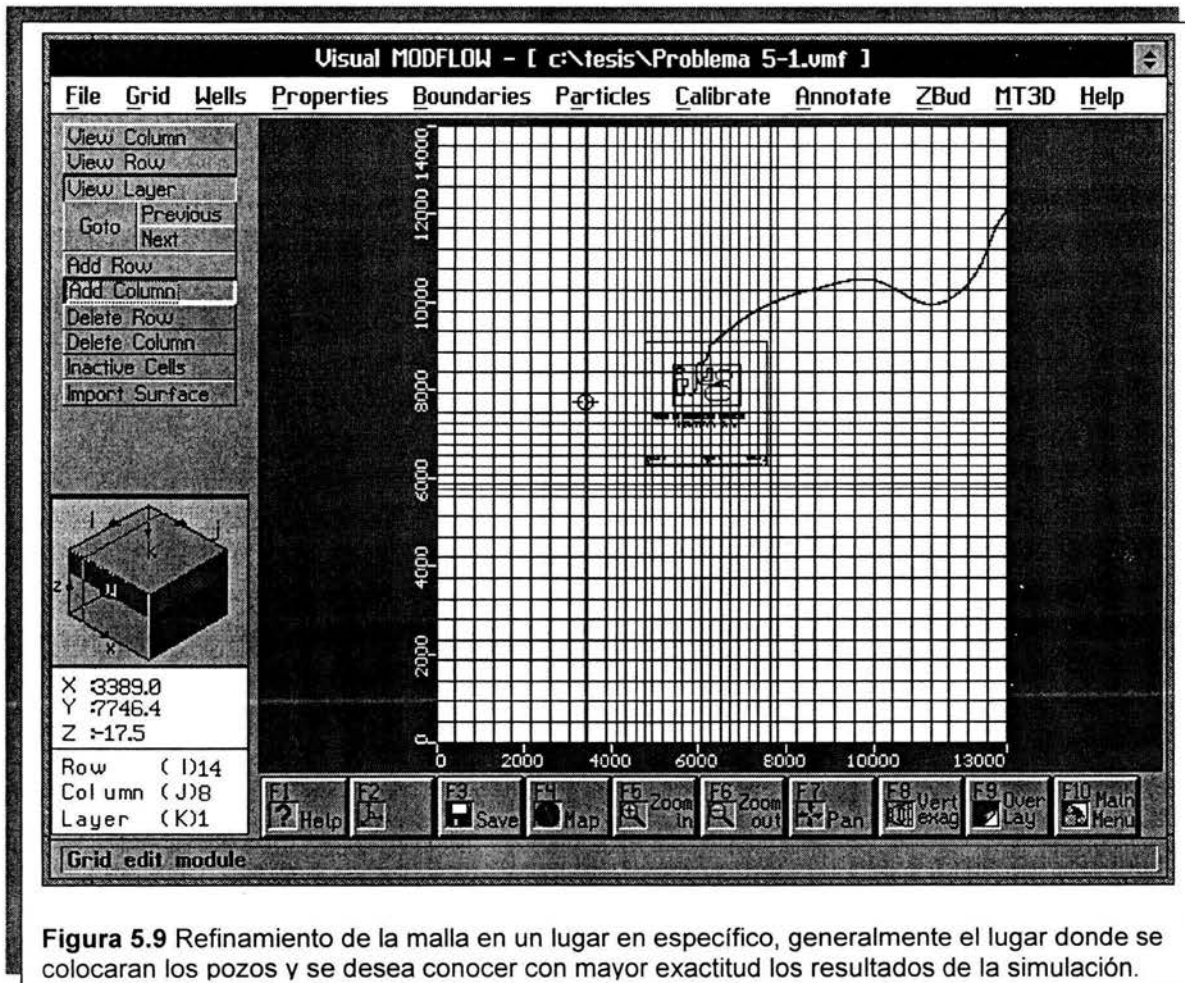 Visual MODFLOW - [ c:\tesis\Problema 5-1.vmf ]
File Grid Wells Properties Boundaries Particles Calibrate Annotate ZBud MT3D Help
View Column
View Row
View Layer
Goto
Previous
Next
Add Row
Add Column
Delete Row
Delete Column
Inactive Cells
Import Surface
14000
12000
10000
8000
6000
4000
2000
0
0 2000 4000 6000 8000 10000 13000
I
J
K
Z
X
X :3389.0
Y :7746.4
Z :-17.5
Row ( I)14
Column (J)8
Layer (K)1
F1 ? Help
F2
F3 Save
F4 Map
F5 Zoom in
F6 Zoom out
F7 Pan
F8 Vert exag
F9 Over Lay
F10 Main Menu
Grid edit module
Figura 5.9 Refinamiento de la malla en un lugar en específico, generalmente el lugar donde se
colocaran los pozos y se desea conocer con mayor exactitud los resultados de la simulación.